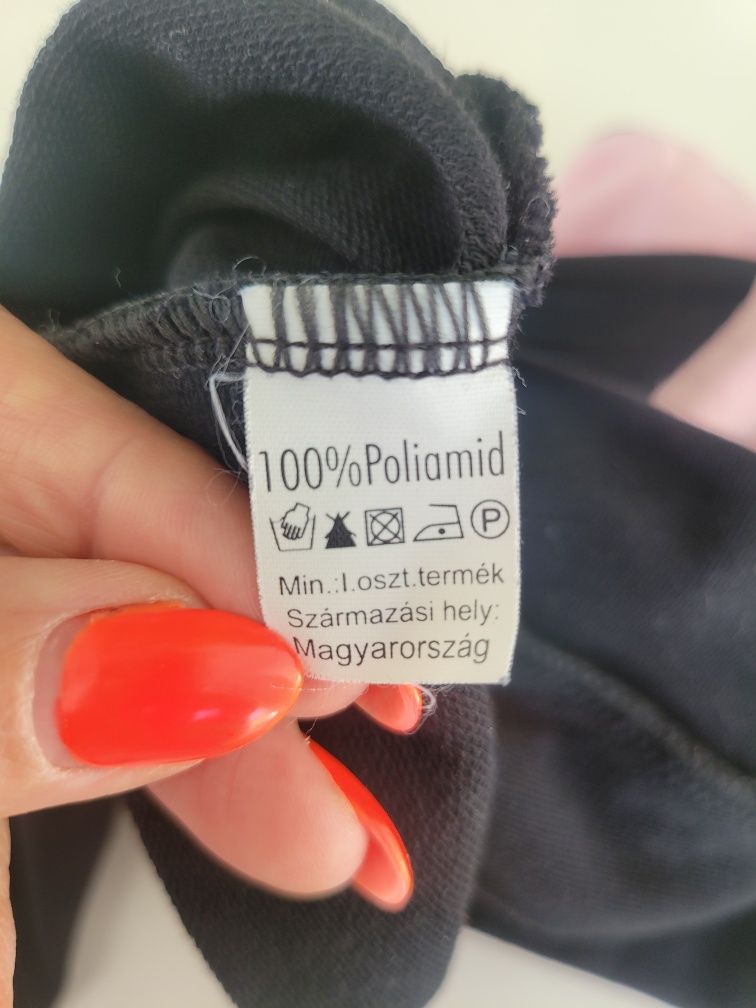 100%Poliamid
P
Min.:I.oszt.termék
Származási hely:
Magyarország